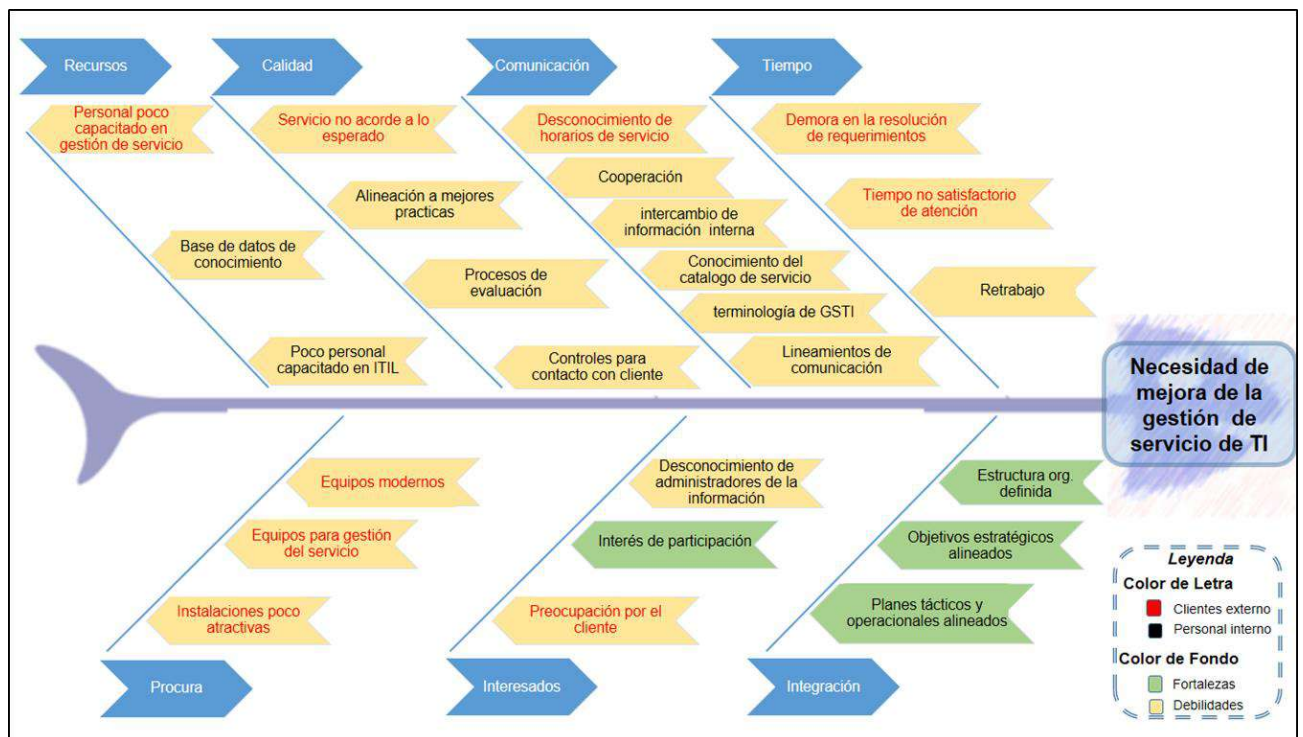 Recursos
Calidad
Comunicación
Tiempo
Personal poco
capacitado en
gestión de servicio
Base de datos de
conocimiento
Poco personal
capacitado en ITIL
Servicio no acorde a lo
esperado
Alineación a mejores
practicas
Procesos de
evaluación
Controles para
contacto con cliente
Desconocimiento de
horarios de servicio
Cooperación
intercambio de
información interna
Conocimiento del
catalogo de servicio
terminología de GSTI
Lineamientos de
comunicación
Demora en la resolución
de requerimientos
Tiempo no satisfactorio
de atención
Retrabajo
Necesidad de
mejora de la
gestión de
servicio de TI
Equipos modernos
Equipos para gestión
del servicio
Instalaciones poco
atractivas
Procura
Desconocimiento de
administradores de la
información
Interés de participación
Preocupación por el
cliente
Interesados
Estructura org.
definida
Objetivos estratégicos
alineados
Planes tácticos y
operacionales alineados
Integración
Leyenda
Color de Letra
Clientes externo
Personal interno
Color de Fondo
Fortalezas
Debilidades